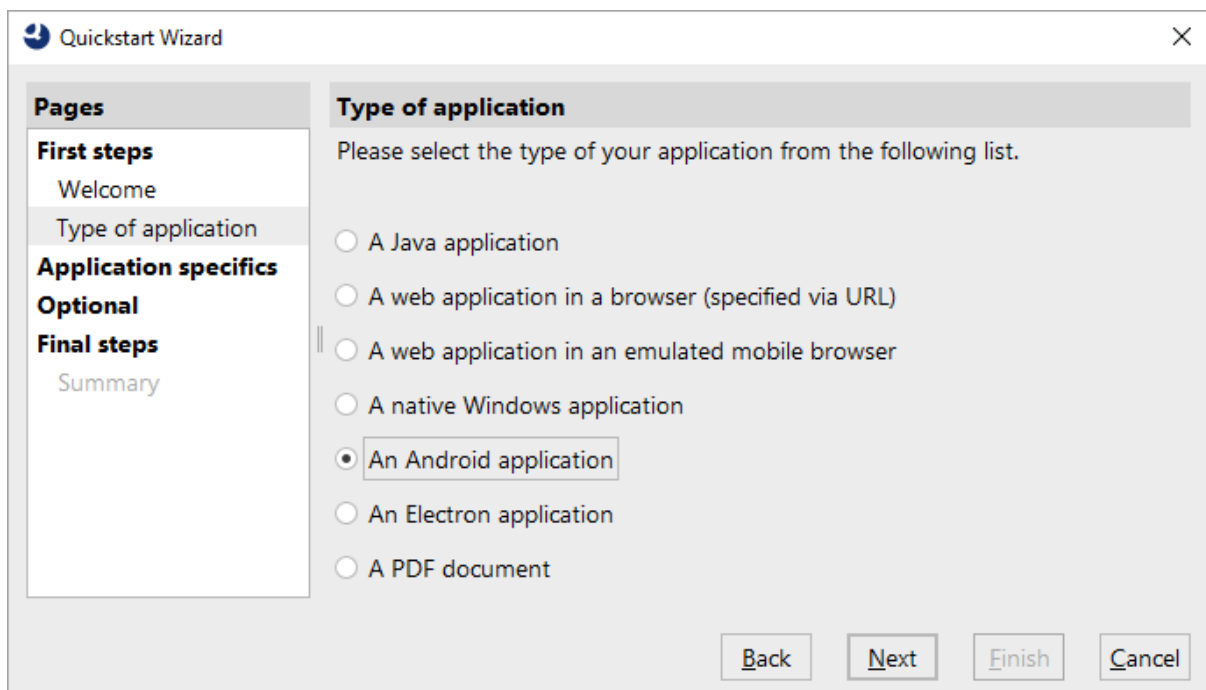 Quickstart Wizard
Pages
First steps
Welcome
Type of application
Application specifics
Optional
Final steps
Summary
Type of application
Please select the type of your application from the following list.
A Java application
A web application in a browser (specified via URL)
A web application in an emulated mobile browser
A native Windows application
An Android application
An Electron application
A PDF document
Back
Next
Finish
Cancel